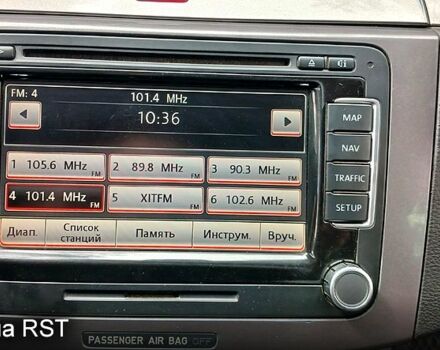 FM: 4
101.4 MHz
10:36
1 105.6 MHz FM
2 89.8 MHz FM
3 90.3 MHz FM
4 101.4 MHz FM
5 XITFM
6 102.6 MHz FM
Диап.
Список станций
Память
Инструм.
Вруч.
MAP
NAV
TRAFFIC
SETUP
на RST
PASSENGER AIR BAG OFF